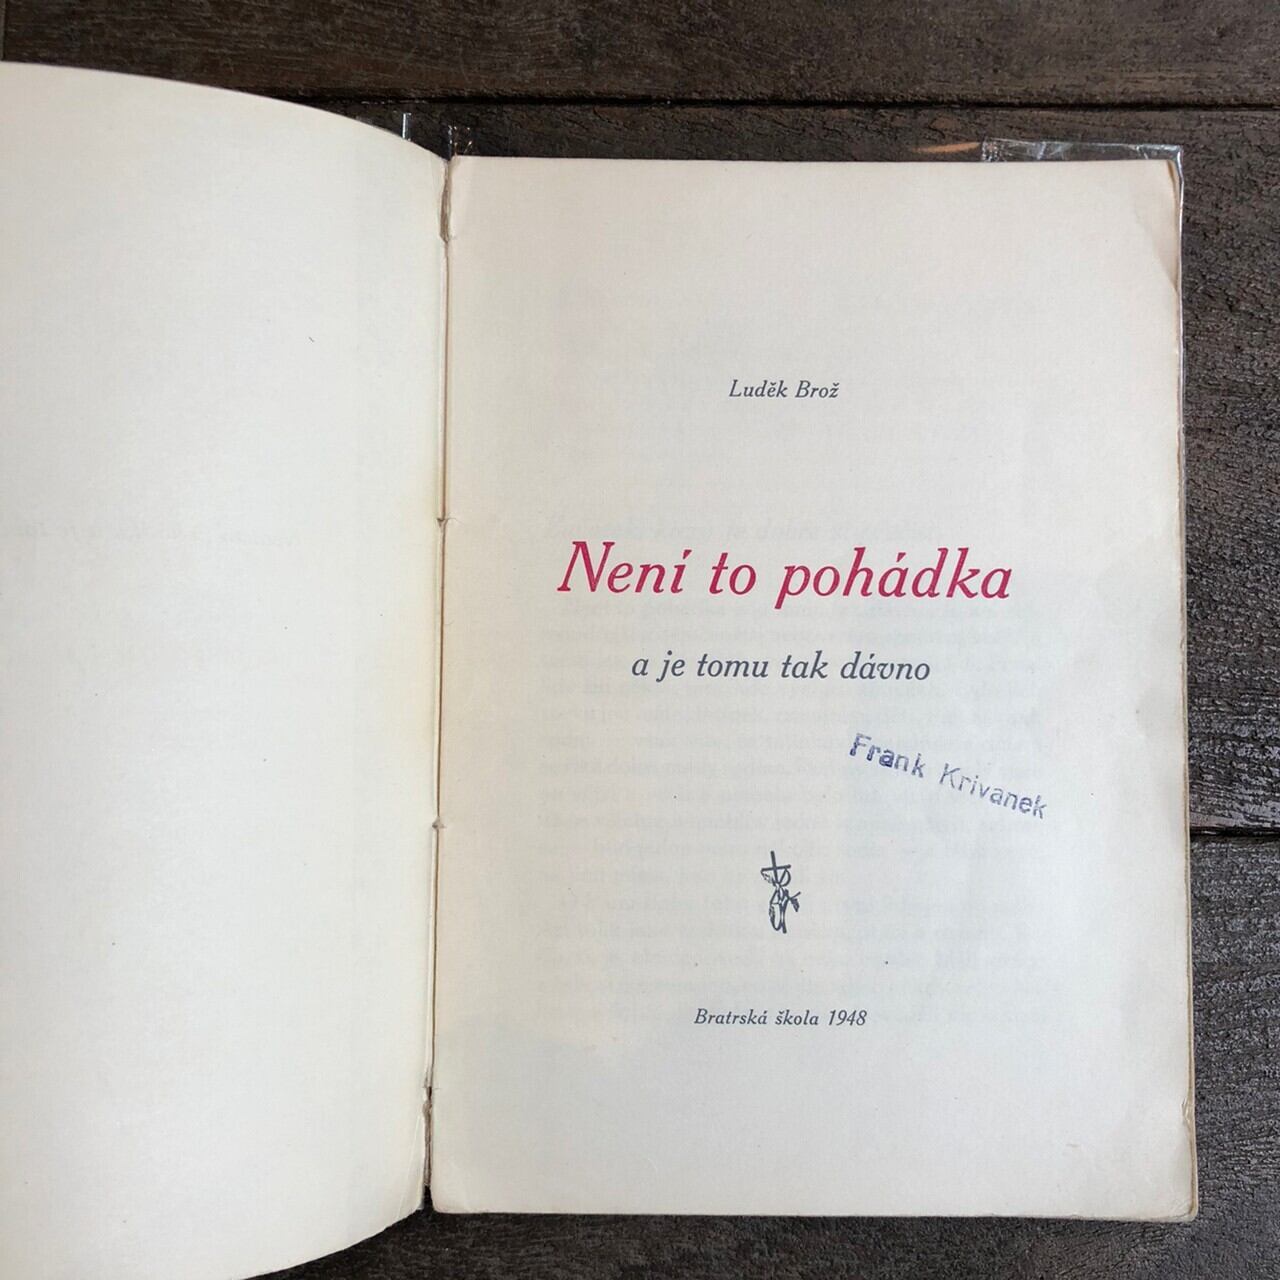 Luděk Brož
Není to pohádka
a je tomu tak dávno
Frank Krivanek
Bratrská škola 1948